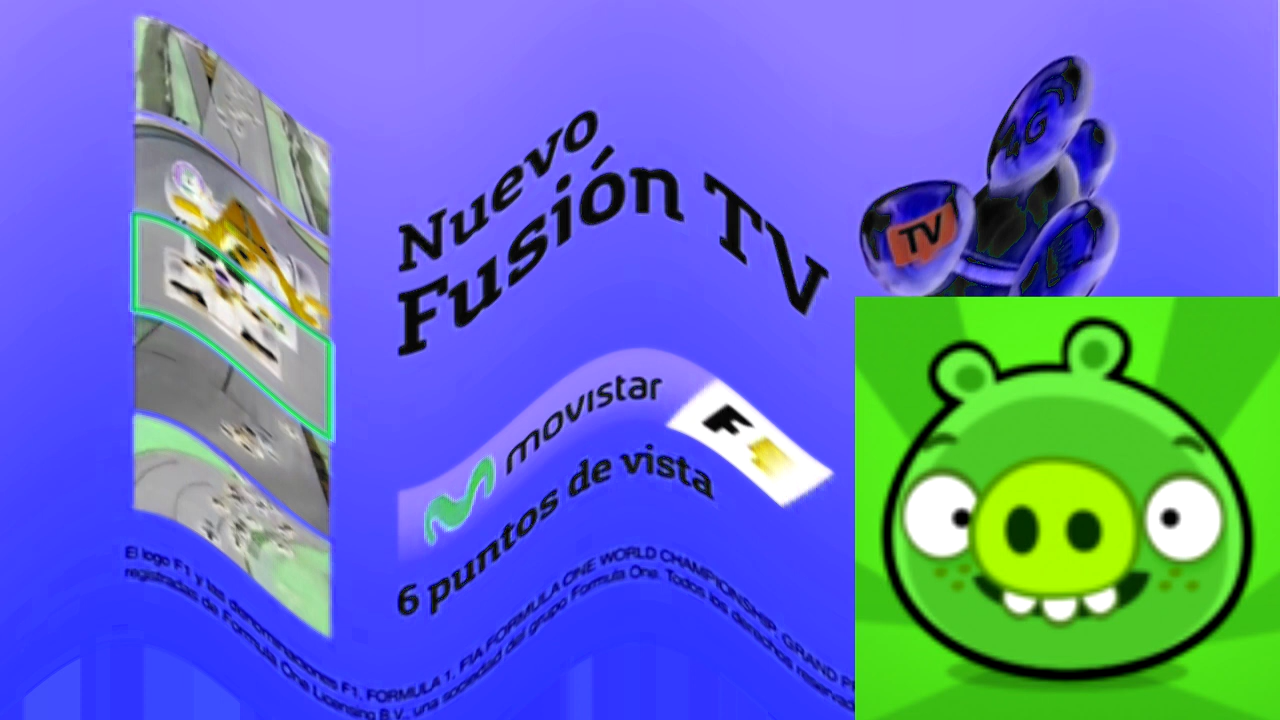 Nuevo
Fusión TV
4G
TV
movistar
F1
6 puntos de vista
El logo F1 y las denominaciones F1, FORMULA 1, FIA FORMULA ONE WORLD CHAMPIONSHIP, GRAND
registradas de Formula One Licensing B.V., una sociedad del grupo Formula One. Todos los derechos